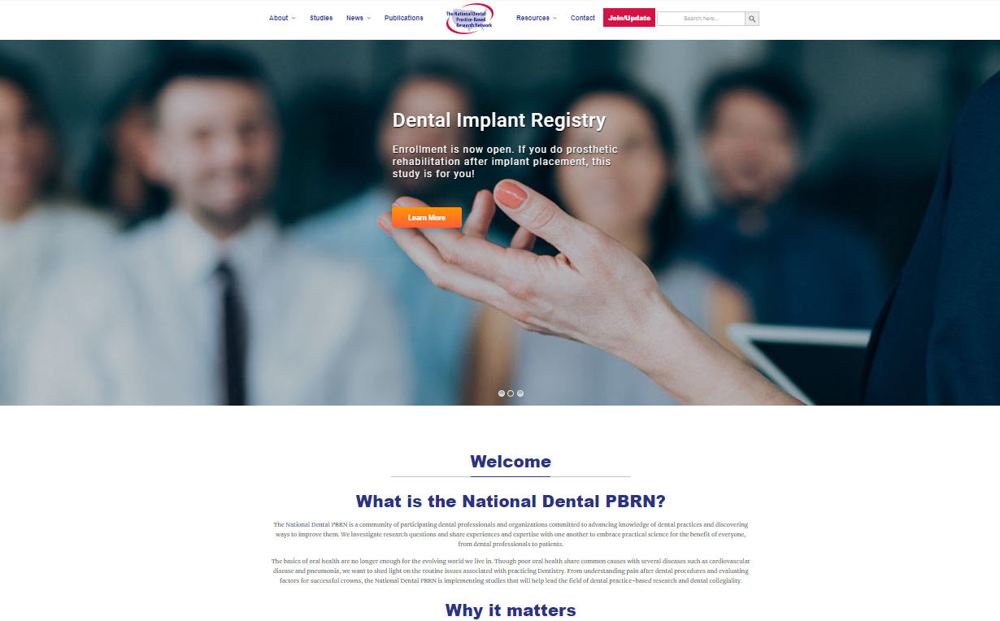 About
Studies
News
Publications
The National Dental
Practice-Based
Research Network
Resources
Contact
Join/Update
Search here...
Dental Implant Registry
Enrollment is now open. If you do prosthetic
rehabilitation after implant placement, this
study is for you!
Learn More
Welcome
What is the National Dental PBRN?
The National Dental PBRN is a community of participating dental professionals and organizations committed to advancing knowledge of dental practices and discovering
ways to improve them. We investigate research questions and share experiences and expertise with one another to embrace practical science for the benefit of everyone,
from dental professionals to patients.
The basics of oral health are no longer enough for the evolving world we live in. Though poor oral health share common causes with several diseases such as cardiovascular
disease and pneumonia, we want to shed light on the routine issues associated with practicing Dentistry. From understanding pain after dental procedures and evaluating
factors for successful crowns, the National Dental PBRN is implementing studies that will help lead the field of dental practice-based research and dental collegiality.
Why it matters